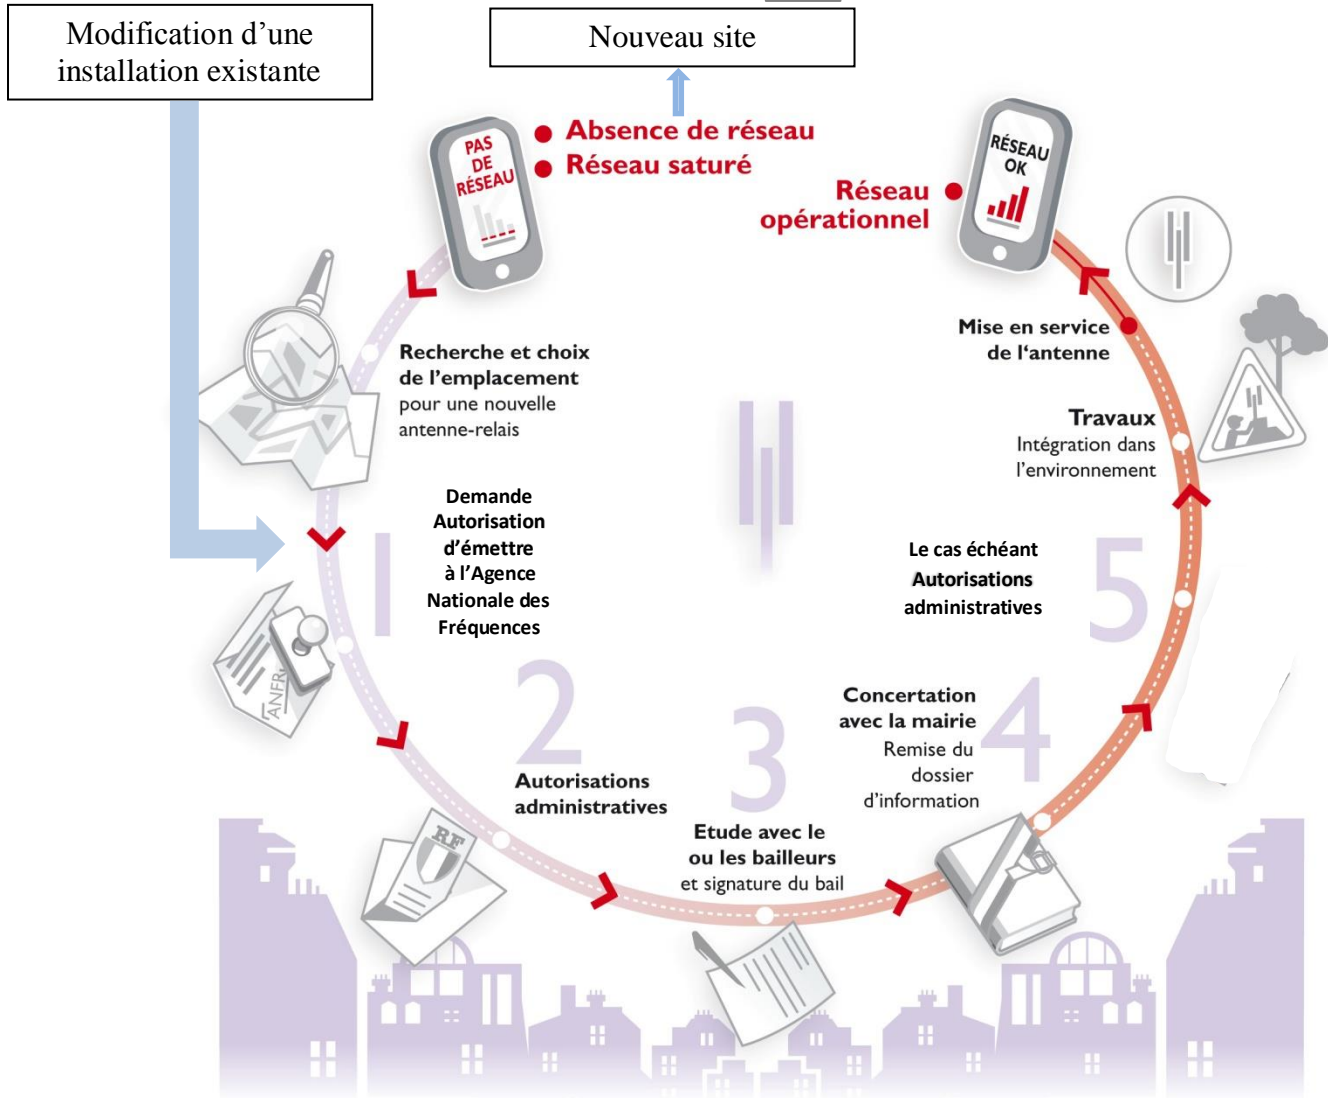 Modification d’une
installation existante
Nouveau site
PAS
DE
RÉSEAU
Absence de réseau
Réseau saturé
RÉSEAU
OK
Réseau
opérationnel
Recherche et choix
de l’emplacement
pour une nouvelle
antenne-relais
1
Demande
Autorisation
d’émettre
à l’Agence
Nationale des
Fréquences
ANFR
2
Autorisations
administratives
RF
3
Etude avec le
ou les bailleurs
et signature du bail
4
Concertation
avec la mairie
Remise du
dossier
d’information
5
Le cas échéant
Autorisations
administratives
Travaux
Intégration dans
l’environnement
Mise en service
de l‘antenne